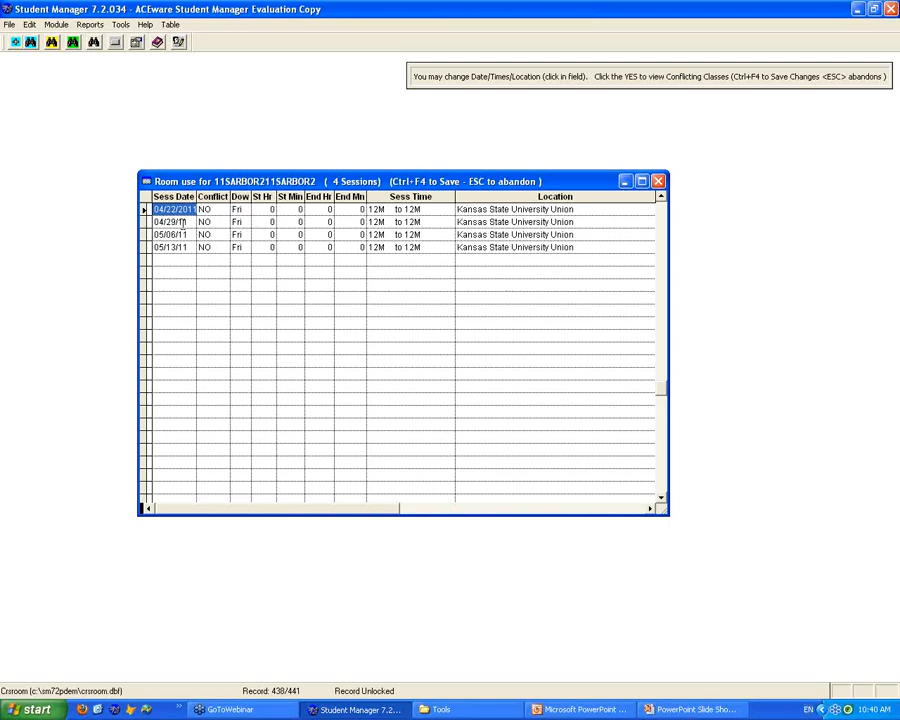 Student Manager 7.2.034 - ACEware Student Manager Evaluation Copy
File Edit Module Reports Tools Help Table
You may change Date/Times/Location (click in field). Click the YES to view Conflicting Classes (Ctrl+F4 to Save Changes <ESC> abandons )
Room use for 11SARBOR211SARBOR2 ( 4 Sessions) (Ctrl+F4 to Save - ESC to abandon )
Sess Date Conflict Dow St Hr St Min End Hr End Mn Sess Time Location
04/22/2011 NO Fri 0 0 0 0 12M to 12M Kansas State University Union
04/29/11 NO Fri 0 0 0 0 12M to 12M Kansas State University Union
05/06/11 NO Fri 0 0 0 0 12M to 12M Kansas State University Union
05/13/11 NO Fri 0 0 0 0 12M to 12M Kansas State University Union
Crsroom (c:\sm72pdem\crsroom.dbf) Record: 438/441 Record Unlocked
start GoToWebinar Student Manager 7.2... Tools Microsoft PowerPoint ... PowerPoint Slide Sho... EN 10:40 AM